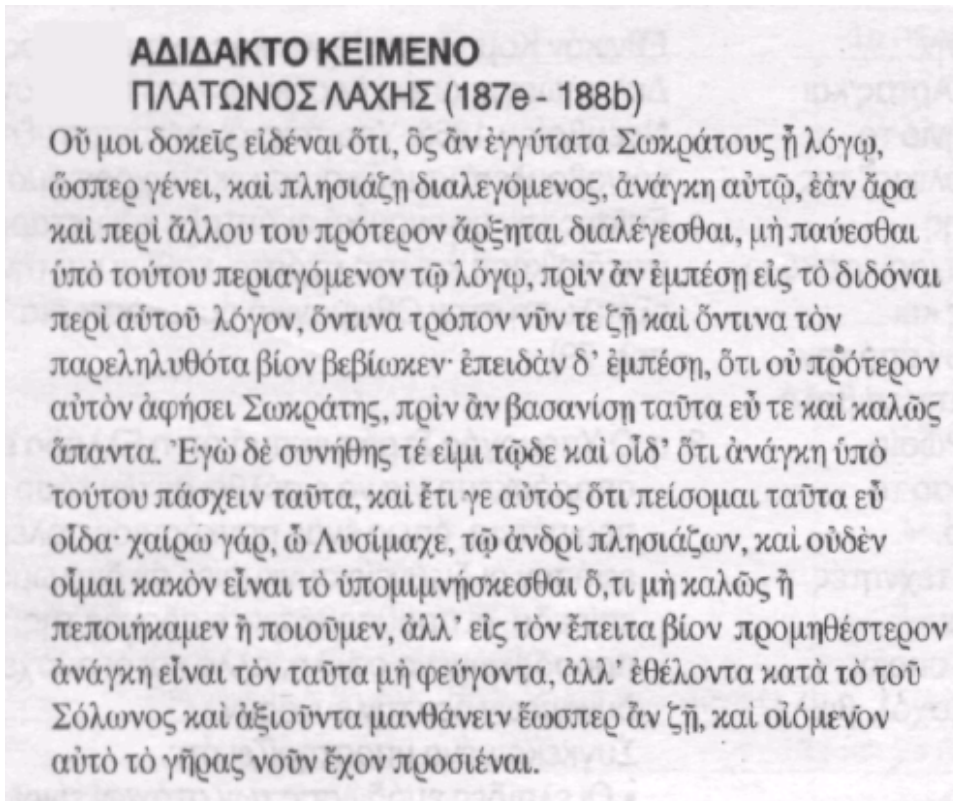 ΑΔΙΔΑΚΤΟ ΚΕΙΜΕΝΟ
ΠΛΑΤΩΝΟΣ ΛΑΧΗΣ (187e - 188b)
Οὔ μοι δοκεῖς εἰδέναι ὅτι, ὃς ἂν ἐγγύτατα Σωκράτους ᾖ λόγῳ,
ὥσπερ γένει, καὶ πλησιάζῃ διαλεγόμενος, ἀνάγκη αὐτῷ, ἐὰν ἄρα
καὶ περὶ ἄλλου του πρότερον ἄρξηται διαλέγεσθαι, μὴ παύεσθαι
ὑπὸ τούτου περιαγόμενον τῷ λόγῳ, πρὶν ἂν ἐμπέσῃ εἰς τὸ διδόναι
περὶ αὑτοῦ λόγον, ὅντινα τρόπον νῦν τε ζῇ καὶ ὅντινα τὸν
παρεληλυθότα βίον βεβίωκεν· ἐπειδὰν δ' ἐμπέσῃ, ὅτι οὐ πρότερον
αὐτὸν ἀφήσει Σωκράτης, πρὶν ἂν βασανίσῃ ταῦτα εὖ τε καὶ καλῶς
ἅπαντα. Ἐγὼ δὲ συνήθης τέ εἰμι τῷδε καὶ οἶδ' ὅτι ἀνάγκη ὑπὸ
τούτου πάσχειν ταῦτα, καὶ ἔτι γε αὐτὸς ὅτι πείσομαι ταῦτα εὖ
οἶδα· χαίρω γάρ, ὦ Λυσίμαχε, τῷ ἀνδρὶ πλησιάζων, καὶ οὐδὲν
οἶμαι κακὸν εἶναι τὸ ὑπομιμνῄσκεσθαι ὅ,τι μὴ καλῶς ἢ
πεποιήκαμεν ἢ ποιοῦμεν, ἀλλ' εἰς τὸν ἔπειτα βίον προμηθέστερον
ἀνάγκη εἶναι τὸν ταῦτα μὴ φεύγοντα, ἀλλ' ἐθέλοντα κατὰ τὸ τοῦ
Σόλωνος καὶ ἀξιοῦντα μανθάνειν ἕωσπερ ἂν ζῇ, καὶ οἰόμενον
αὐτὸ τὸ γῆρας νοῦν ἔχον προσιέναι.